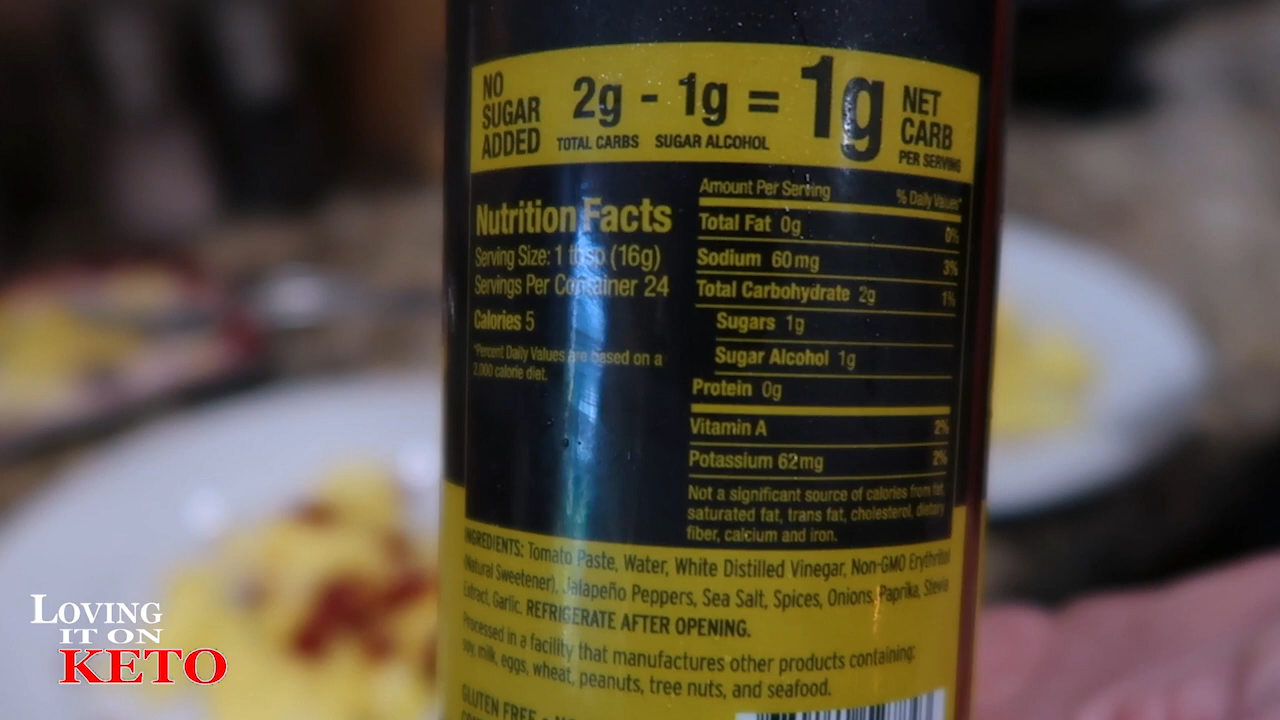 NO
SUGAR
ADDED
2g - 1g = 1g
TOTAL CARBS SUGAR ALCOHOL
NET
CARB
PER SERVING
Nutrition Facts
Serving Size: 1 tbsp (16g)
Servings Per Container 24
Calories 5
*Percent Daily Values are based on a
2,000 calorie diet.
Amount Per Serving % Daily Values*
Total Fat 0g 0%
Sodium 60mg 3%
Total Carbohydrate 2g 1%
Sugars 1g
Sugar Alcohol 1g
Protein 0g
Vitamin A 2%
Potassium 62mg 2%
Not a significant source of calories from fat,
saturated fat, trans fat, cholesterol, dietary
fiber, calcium and iron.
INGREDIENTS: Tomato Paste, Water, White Distilled Vinegar, Non-GMO Erythritol
(Natural Sweetener), Jalapeño Peppers, Sea Salt, Spices, Onions, Paprika, Stevia
Extract, Garlic. REFRIGERATE AFTER OPENING.
Processed in a facility that manufactures other products containing:
soy, milk, eggs, wheat, peanuts, tree nuts, and seafood.
GLUTEN FREE
LOVING
IT ON
KETO